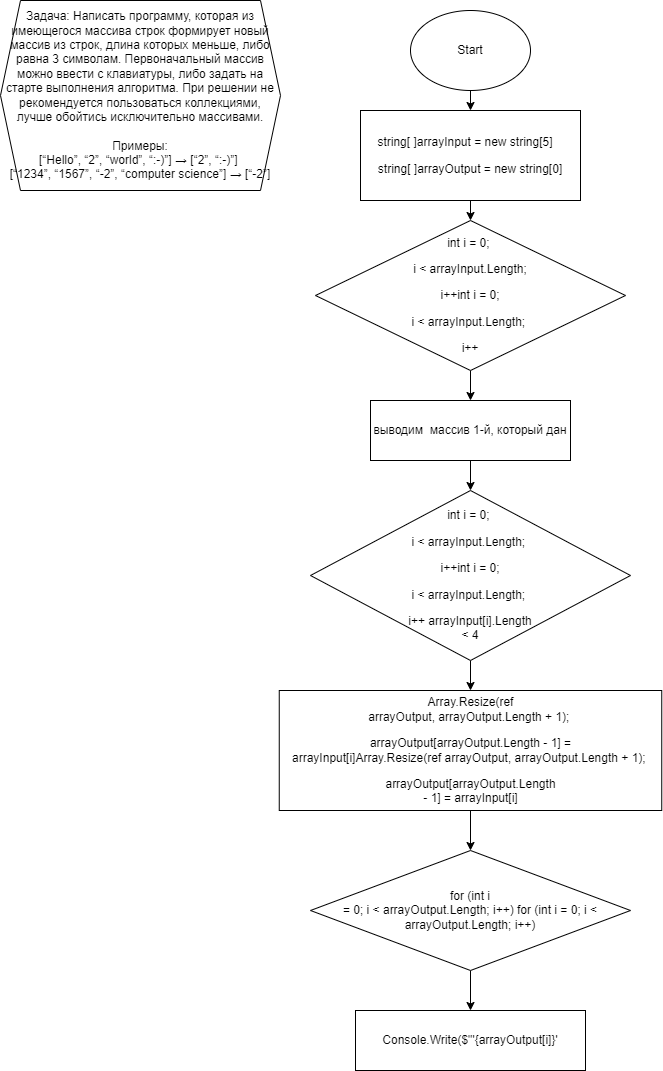 Задача: Написать программу, которая из
имеющегося массива строк формирует новый
массив из строк, длина которых меньше, либо
равна 3 символам. Первоначальный массив
можно ввести с клавиатуры, либо задать на
старте выполнения алгоритма. При решении не
рекомендуется пользоваться коллекциями,
лучше обойтись исключительно массивами.
Примеры:
[“Hello”, “2”, “world”, “:-)”] → [“2”, “:-)”]
[“1234”, “1567”, “-2”, “computer science”] → [“-2”]
Start
string[ ]arrayInput = new string[5]
string[ ]arrayOutput = new string[0]
int i = 0;
i < arrayInput.Length;
i++int i = 0;
i < arrayInput.Length;
i++
выводим массив 1-й, который дан
int i = 0;
i < arrayInput.Length;
i++int i = 0;
i < arrayInput.Length;
i++ arrayInput[i].Length
< 4
Array.Resize(ref
arrayOutput, arrayOutput.Length + 1);
arrayOutput[arrayOutput.Length - 1] =
arrayInput[i]Array.Resize(ref arrayOutput, arrayOutput.Length + 1);
arrayOutput[arrayOutput.Length
- 1] = arrayInput[i]
for (int i
= 0; i < arrayOutput.Length; i++) for (int i = 0; i <
arrayOutput.Length; i++)
Console.Write($"'{arrayOutput[i]}'